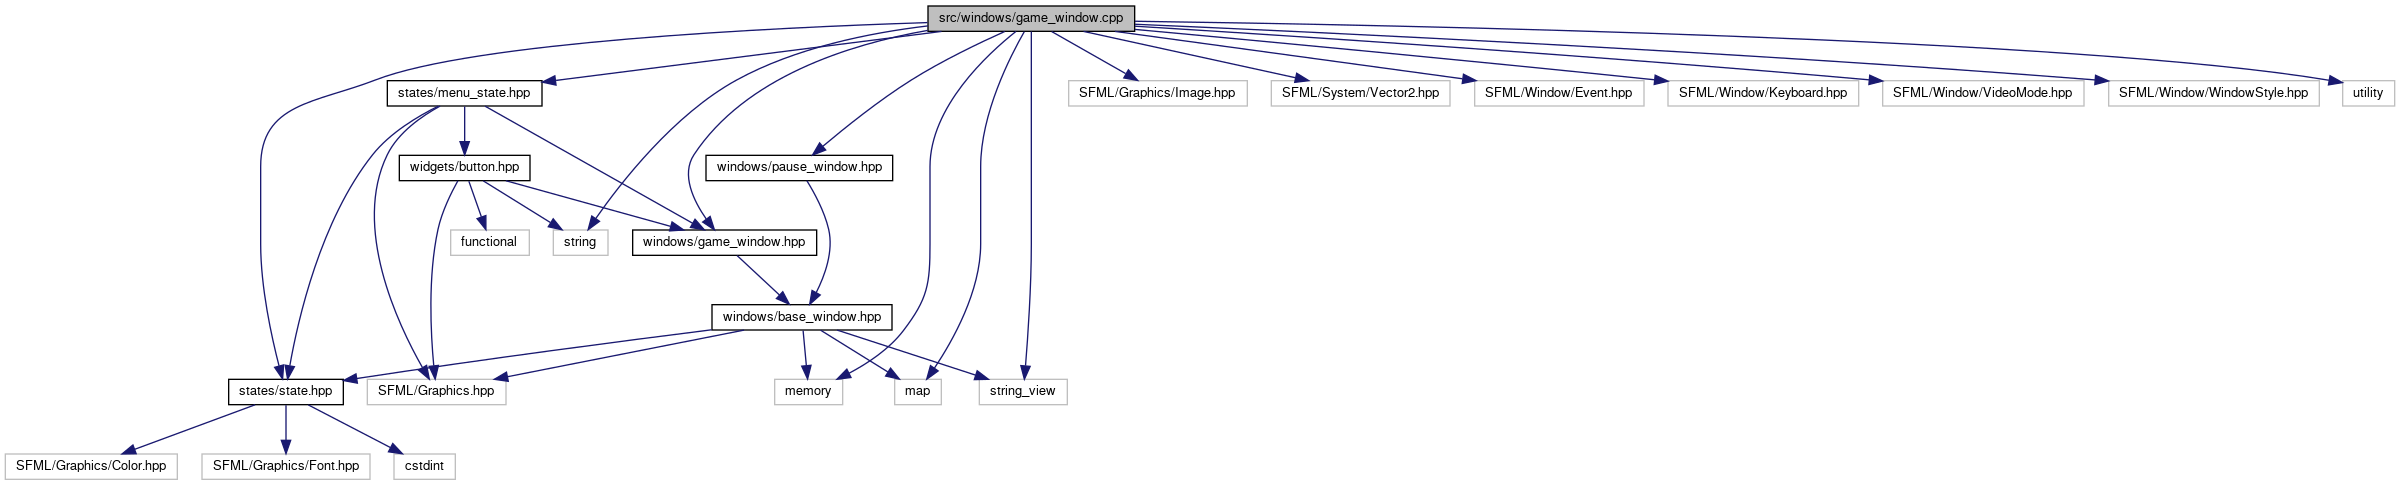 src/windows/game_window.cpp
states/menu_state.hpp
SFML/Graphics/Image.hpp
SFML/System/Vector2.hpp
SFML/Window/Event.hpp
SFML/Window/Keyboard.hpp
SFML/Window/VideoMode.hpp
SFML/Window/WindowStyle.hpp
utility
widgets/button.hpp
windows/pause_window.hpp
functional
string
windows/game_window.hpp
windows/base_window.hpp
states/state.hpp
SFML/Graphics.hpp
memory
map
string_view
SFML/Graphics/Color.hpp
SFML/Graphics/Font.hpp
cstdint